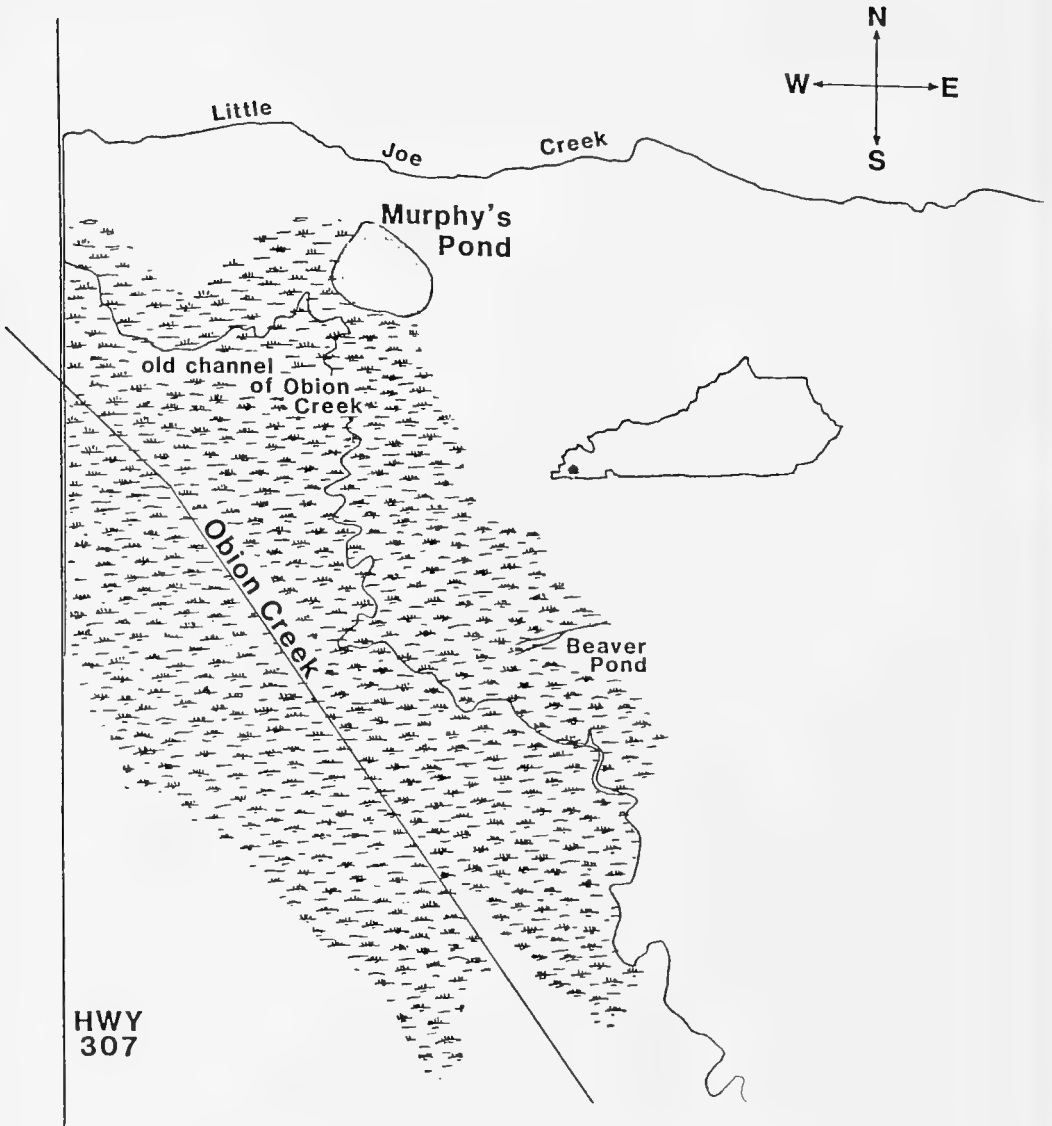 N
W E
S
Little Joe Creek
Murphy's
Pond
old channel
of Obion
Creek
Obion Creek
Beaver
Pond
HWY
307